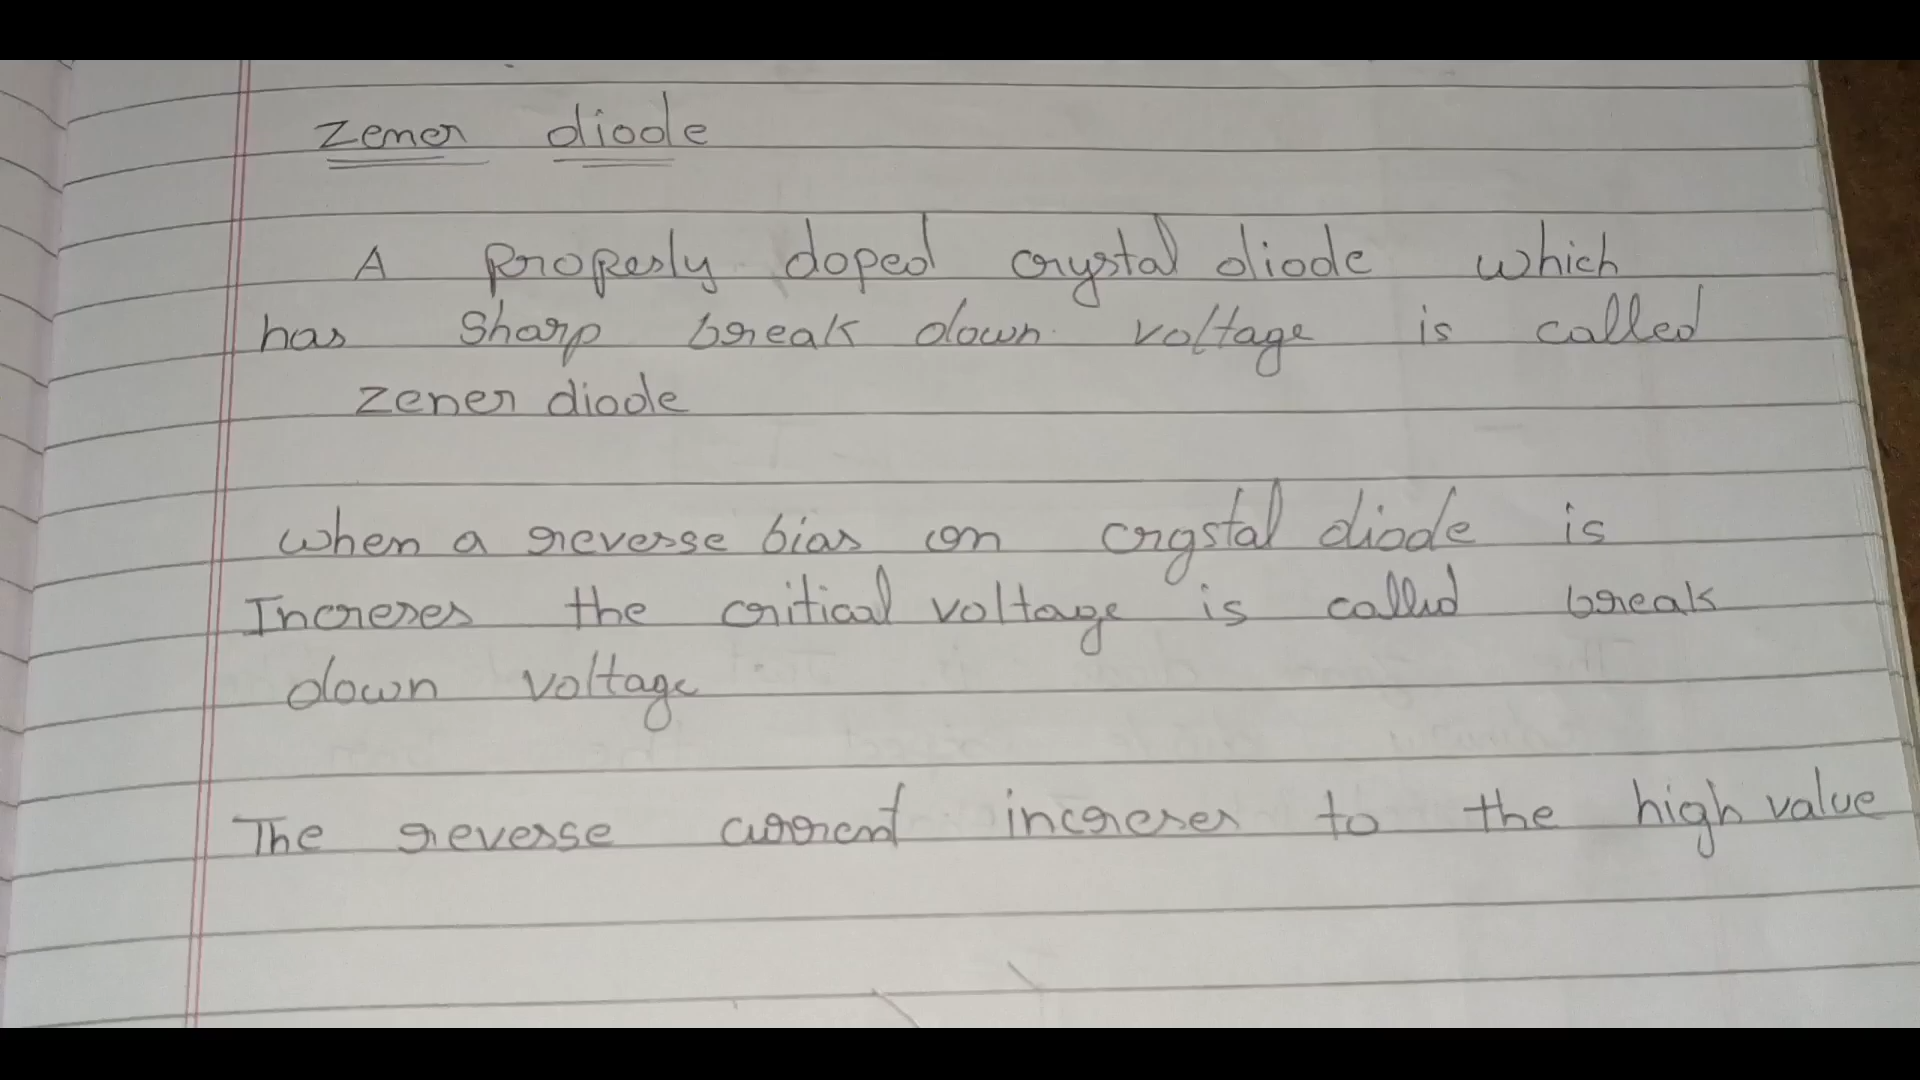 Zener diode
A Properly doped crystal diode which
has Sharp break down voltage is called
Zener diode
When a reverse bias on crystal diode is
Increses the critical voltage is called break
down voltage
The reverse current increses to the high value